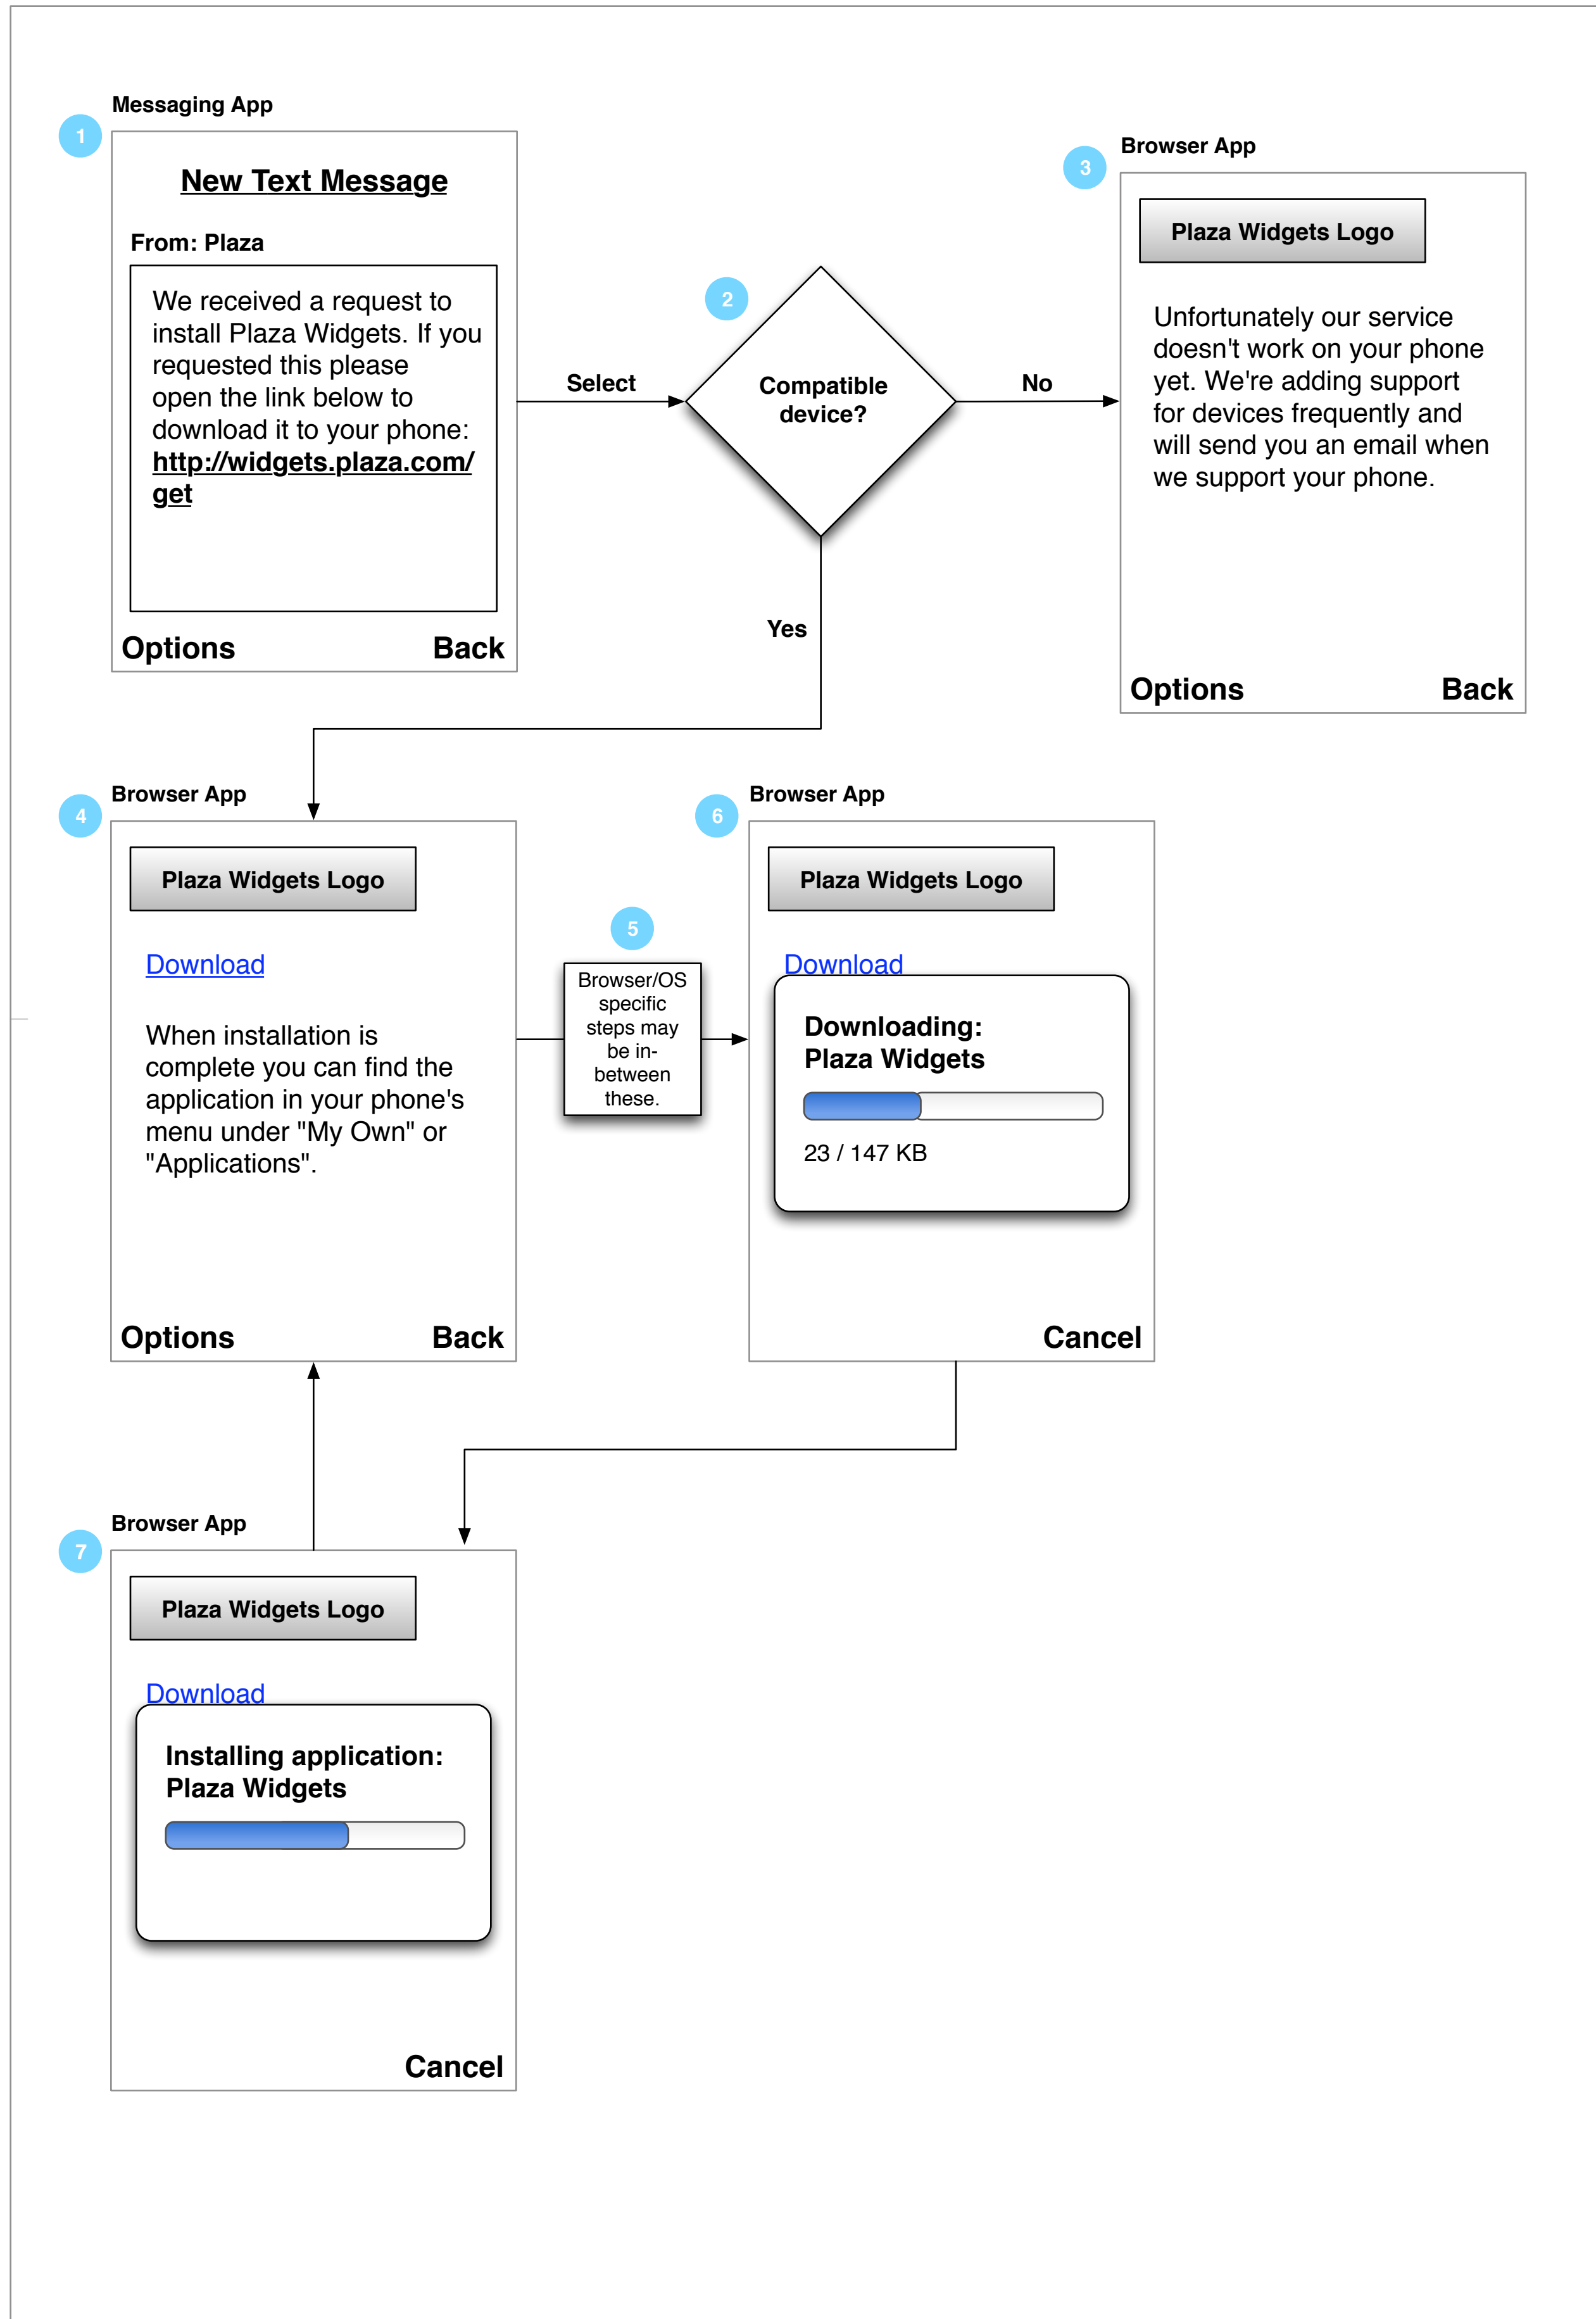 Messaging App
1
New Text Message
From: Plaza
We received a request to
install Plaza Widgets. If you
requested this please
open the link below to
download it to your phone:
http://widgets.plaza.com/
get
Options
Back
Select
2
Compatible
device?
No
Yes
Browser App
3
Plaza Widgets Logo
Unfortunately our service
doesn't work on your phone
yet. We're adding support
for devices frequently and
will send you an email when
we support your phone.
Options
Back
Browser App
4
Plaza Widgets Logo
Download
When installation is
complete you can find the
application in your phone's
menu under "My Own" or
"Applications".
Options
Back
5
Browser/OS
specific
steps may
be in-
between
these.
Browser App
6
Plaza Widgets Logo
Download
Downloading:
Plaza Widgets
23 / 147 KB
Cancel
Browser App
7
Plaza Widgets Logo
Download
Installing application:
Plaza Widgets
Cancel